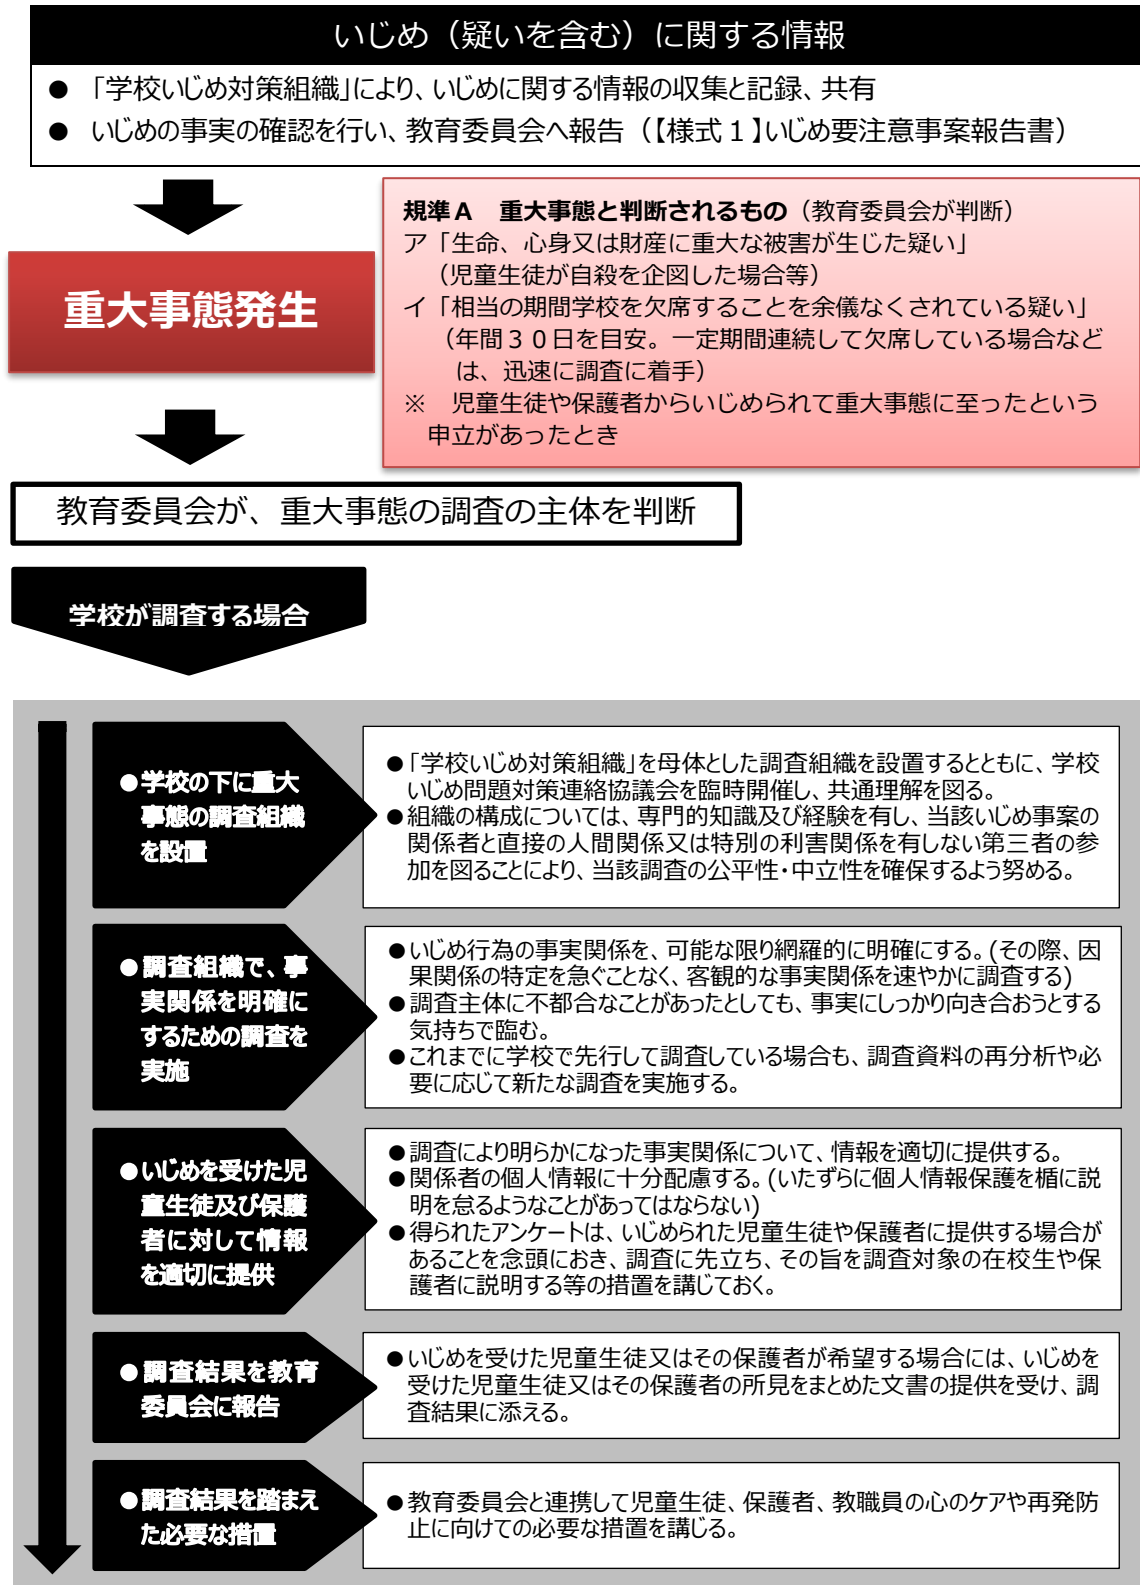 いじめ（疑いを含む）に関する情報
● 「学校いじめ対策組織」により、いじめに関する情報の収集と記録、共有
● いじめの事実の確認を行い、教育委員会へ報告（【様式１】いじめ要注意事案報告書）
重大事態発生
規準Ａ　重大事態と判断されるもの（教育委員会が判断）
ア「生命、心身又は財産に重大な被害が生じた疑い」
（児童生徒が自殺を企図した場合等）
イ「相当の期間学校を欠席することを余儀なくされている疑い」
（年間３０日を目安。一定期間連続して欠席している場合など
は、迅速に調査に着手）
※　児童生徒や保護者からいじめられて重大事態に至ったという
申立があったとき
教育委員会が、重大事態の調査の主体を判断
学校が調査する場合
●学校の下に重大
事態の調査組織
を設置
●「学校いじめ対策組織」を母体とした調査組織を設置するとともに、学校
いじめ問題対策連絡協議会を臨時開催し、共通理解を図る。
●組織の構成については、専門的知識及び経験を有し、当該いじめ事案の
関係者と直接の人間関係又は特別の利害関係を有しない第三者の参
加を図ることにより、当該調査の公平性・中立性を確保するよう努める。
●調査組織で、事
実関係を明確に
するための調査を
実施
●いじめ行為の事実関係を、可能な限り網羅的に明確にする。(その際、因
果関係の特定を急ぐことなく、客観的な事実関係を速やかに調査する)
●調査主体に不都合なことがあったとしても、事実にしっかり向き合おうとする
気持ちで臨む。
●これまでに学校で先行して調査している場合も、調査資料の再分析や必
要に応じて新たな調査を実施する。
●いじめを受けた児
童生徒及び保護
者に対して情報
を適切に提供
●調査により明らかになった事実関係について、情報を適切に提供する。
●関係者の個人情報に十分配慮する。(いたずらに個人情報保護を楯に説
明を怠るようなことがあってはならない)
●得られたアンケートは、いじめられた児童生徒や保護者に提供する場合が
あることを念頭におき、調査に先立ち、その旨を調査対象の在校生や保
護者に説明する等の措置を講じておく。
●調査結果を教育
委員会に報告
●いじめを受けた児童生徒又はその保護者が希望する場合には、いじめを
受けた児童生徒又はその保護者の所見をまとめた文書の提供を受け、調
査結果に添える。
●調査結果を踏まえ
た必要な措置
●教育委員会と連携して児童生徒、保護者、教職員の心のケアや再発防
止に向けての必要な措置を講じる。